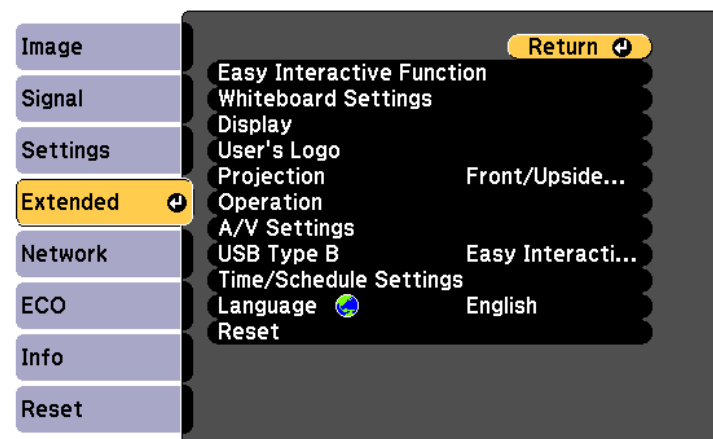 Image
Signal
Settings
Extended
Network
ECO
Info
Reset
Return
Easy Interactive Function
Whiteboard Settings
Display
User's Logo
Projection Front/Upside...
Operation
A/V Settings
USB Type B Easy Interacti...
Time/Schedule Settings
Language English
Reset